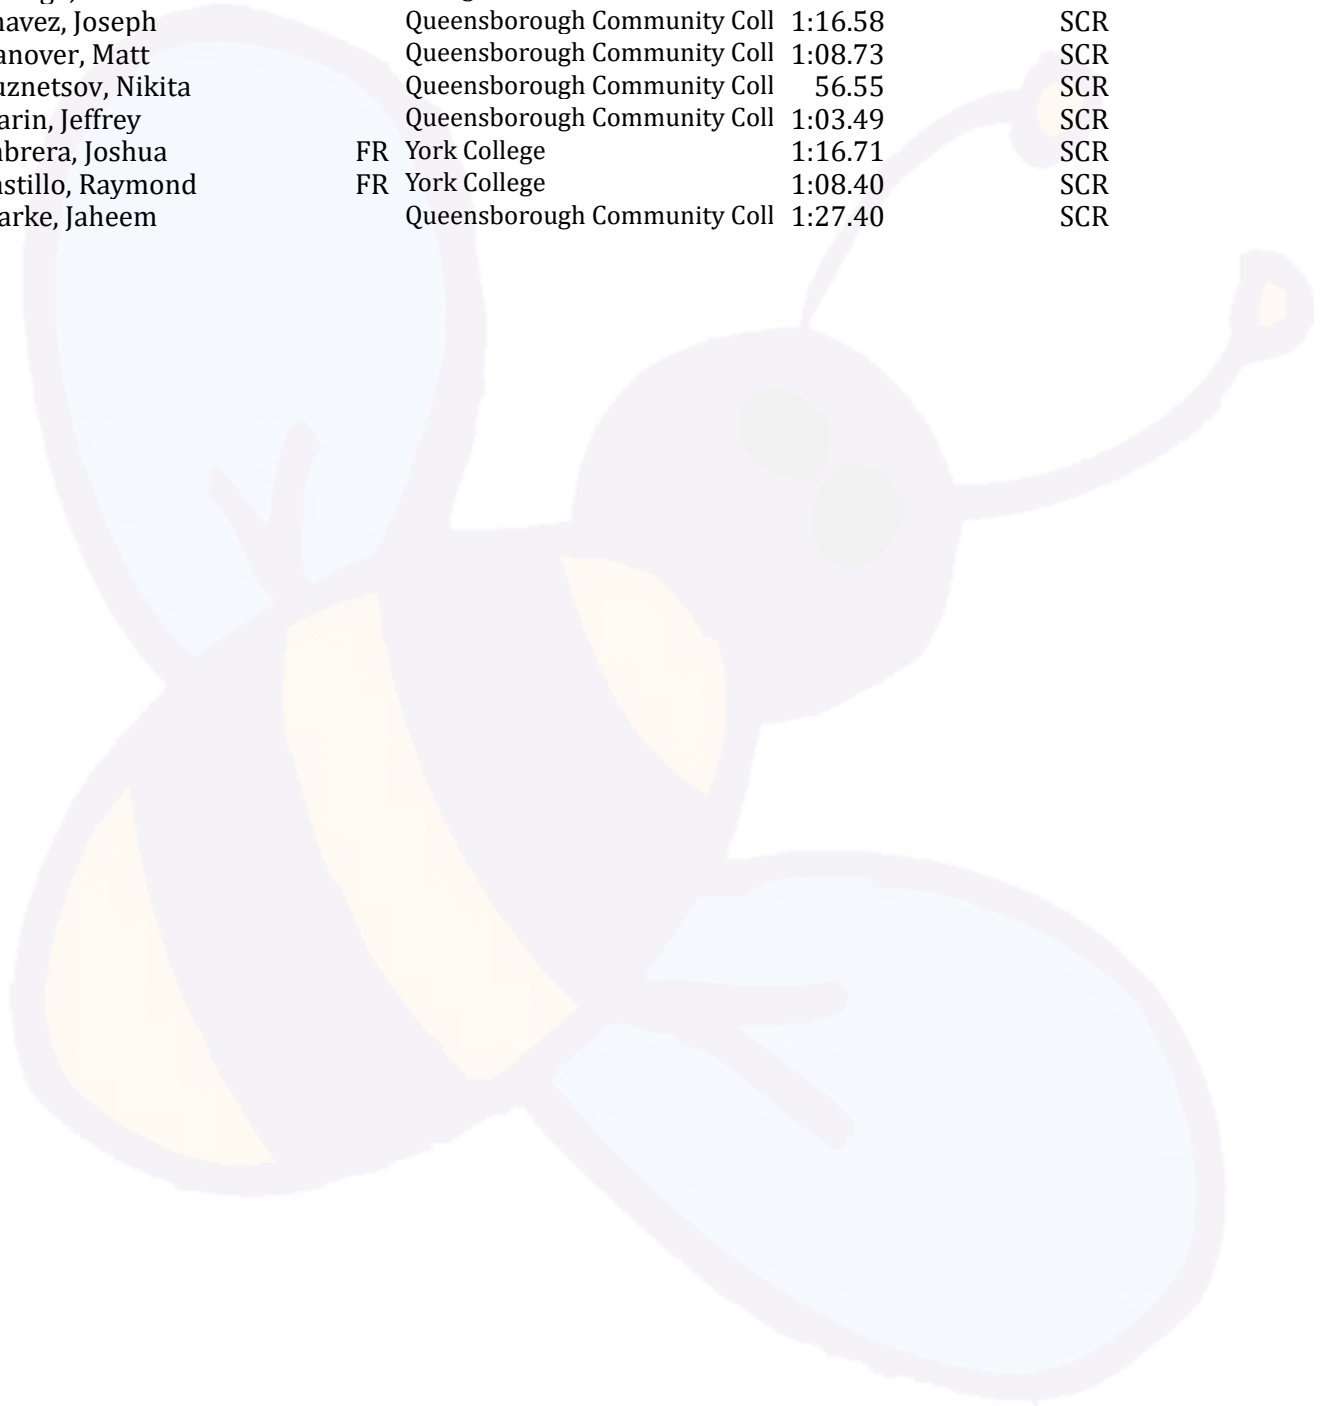 havez, Joseph Queensborough Community Coll 1:16.58 SCR
anover, Matt Queensborough Community Coll 1:08.73 SCR
uznetsov, Nikita Queensborough Community Coll 56.55 SCR
arin, Jeffrey Queensborough Community Coll 1:03.49 SCR
abrera, Joshua FR York College 1:16.71 SCR
astillo, Raymond FR York College 1:08.40 SCR
arke, Jaheem Queensborough Community Coll 1:27.40 SCR